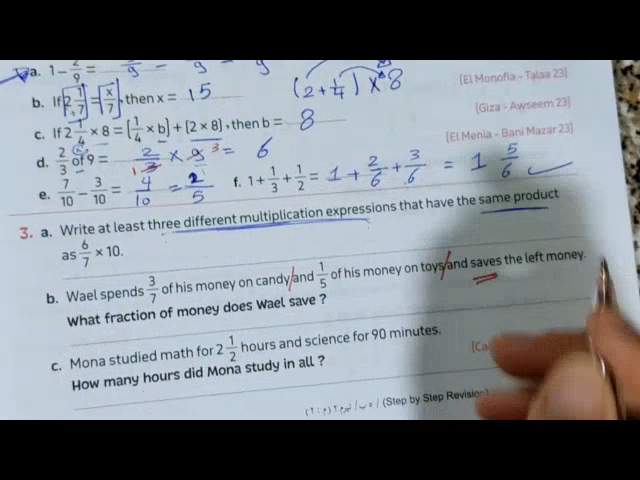 a. 1 - 2/9 =
b. If 2 1/7 = x/7, then x = 15
(2 + 1/4) × 8
[El Monofia - Talaa 23]
c. If 2 1/4 × 8 = [1/4 × b] + [2 × 8], then b = 8
[Giza - Awseem 23]
d. 2/3 of 9 = 2/3 × 9 3 = 6
[El Menia - Bani Mazar 23]
e. 7/10 - 3/10 = 4/10 = 2/5 f. 1 + 1/3 + 1/2 = 1 + 2/6 + 3/6 = 1 5/6
3. a. Write at least three different multiplication expressions that have the same product
as 6/7 × 10.
b. Wael spends 3/7 of his money on candy and 1/5 of his money on toys and saves the left money.
What fraction of money does Wael save ?
c. Mona studied math for 2 1/2 hours and science for 90 minutes.
[Ca
How many hours did Mona study in all ?
(Step by Step Revision)